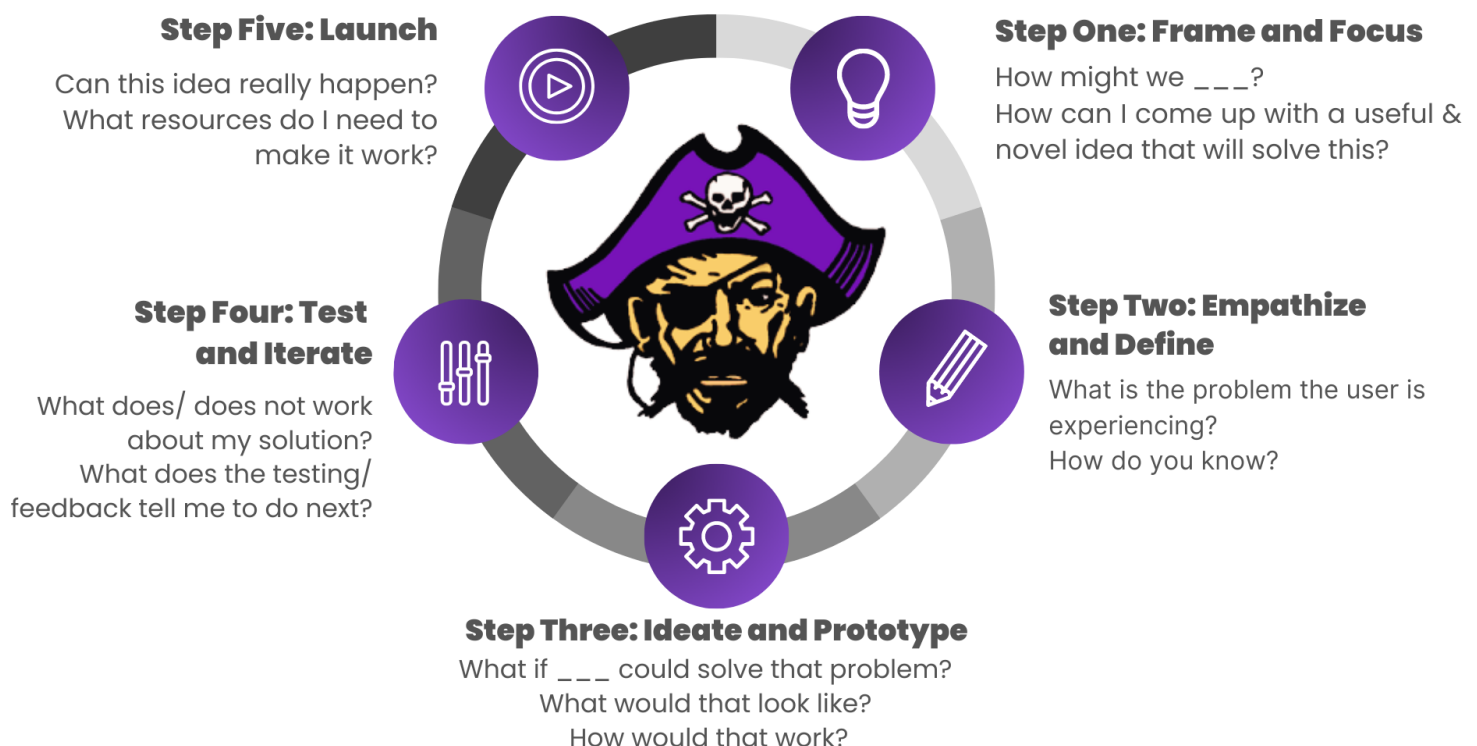 Step One: Frame and Focus
How might we ___?
How can I come up with a useful &
novel idea that will solve this?
Step Two: Empathize
and Define
What is the problem the user is
experiencing?
How do you know?
Step Three: Ideate and Prototype
What if ___ could solve that problem?
What would that look like?
How would that work?
Step Four: Test
and Iterate
What does/ does not work
about my solution?
What does the testing/
feedback tell me to do next?
Step Five: Launch
Can this idea really happen?
What resources do I need to
make it work?